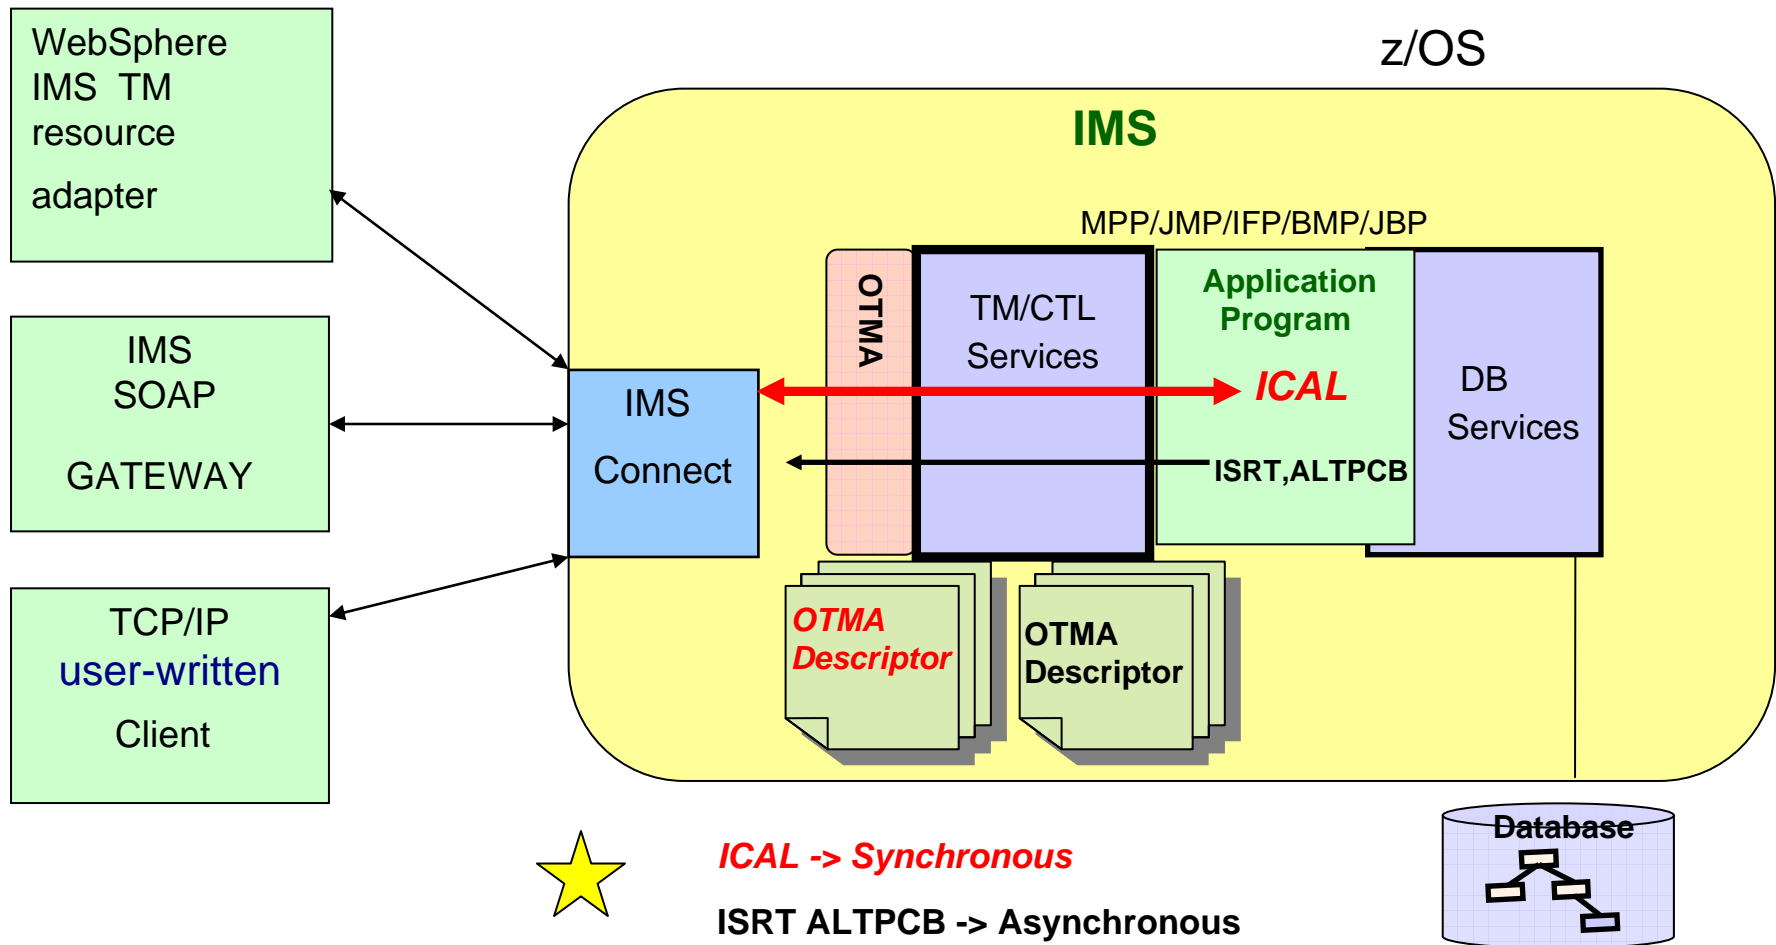 WebSphere
IMS TM
resource
adapter
IMS
SOAP
GATEWAY
TCP/IP
user-written
Client
z/OS
IMS
MPP/JMP/IFP/BMP/JBP
IMS
Connect
OTMA
TM/CTL
Services
Application
Program
ICAL
ISRT,ALTPCB
DB
Services
OTMA
Descriptor
OTMA
Descriptor
Database
ICAL -> Synchronous
ISRT ALTPCB -> Asynchronous